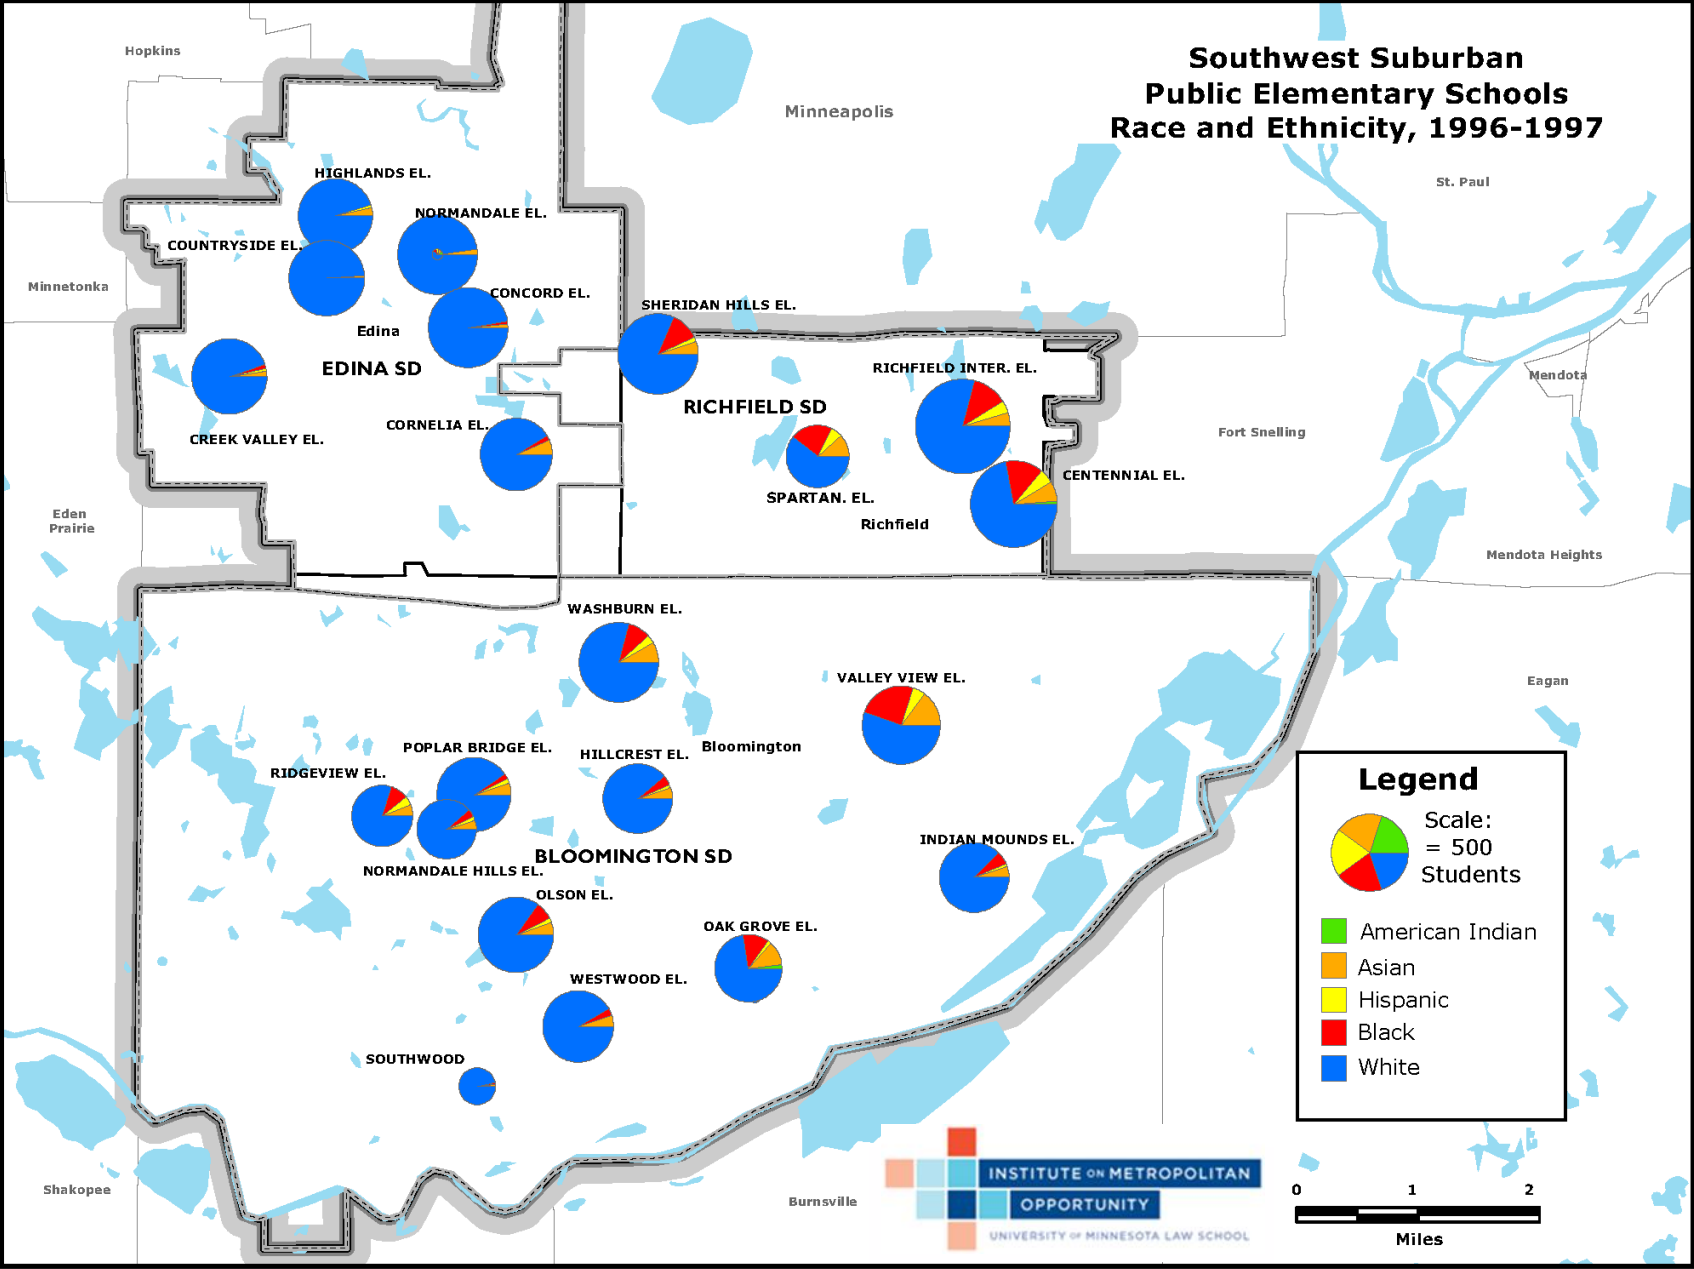 Southwest Suburban
Public Elementary Schools
Race and Ethnicity, 1996-1997
Hopkins
Minneapolis
St. Paul
HIGHLANDS EL.
NORMANDALE EL.
COUNTRYSIDE EL.
Minnetonka
CONCORD EL.
SHERIDAN HILLS EL.
Edina
EDINA SD
RICHFIELD INTER. EL.
Mendota
RICHFIELD SD
CORNELIA EL.
Fort Snelling
CREEK VALLEY EL.
CENTENNIAL EL.
SPARTAN. EL.
Eden
Prairie
Richfield
Mendota Heights
WASHBURN EL.
VALLEY VIEW EL.
Eagan
POPLAR BRIDGE EL.
Bloomington
HILLCREST EL.
RIDGEVIEW EL.
INDIAN MOUNDS EL.
BLOOMINGTON SD
NORMANDALE HILLS EL.
OLSON EL.
OAK GROVE EL.
WESTWOOD EL.
SOUTHWOOD
Shakopee
Burnsville
Legend
Scale:
= 500
Students
American Indian
Asian
Hispanic
Black
White
INSTITUTE ON METROPOLITAN
OPPORTUNITY
UNIVERSITY OF MINNESOTA LAW SCHOOL
0 1 2
Miles